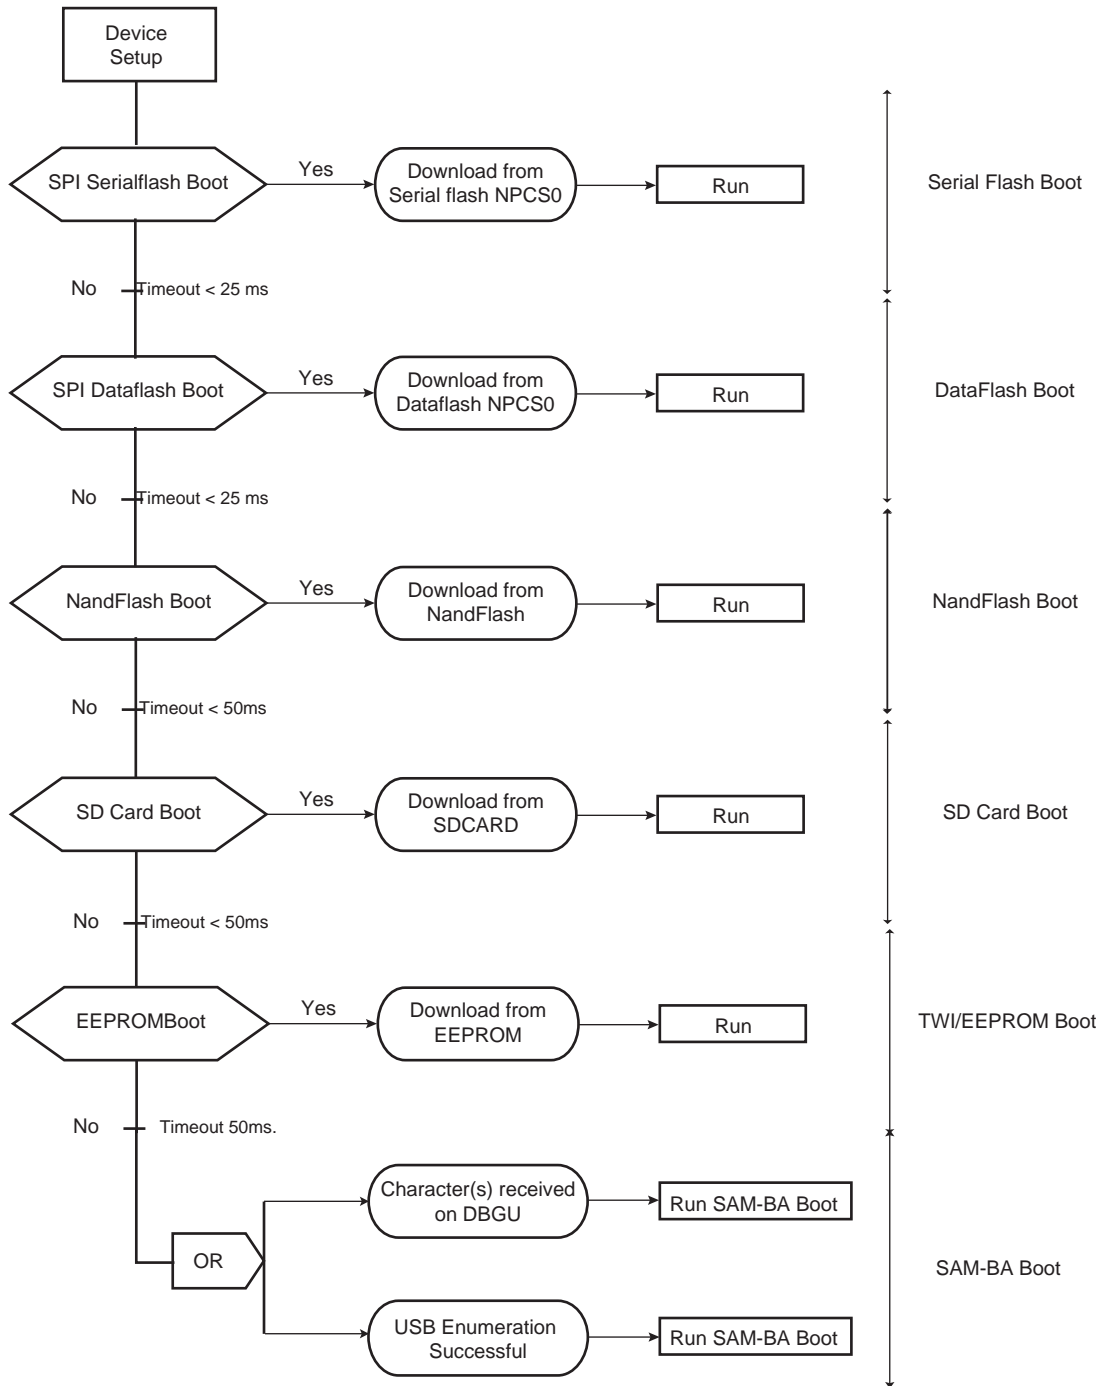 Device
Setup
SPI Serialflash Boot
Yes
Download from
Serial flash NPCS0
Run
Serial Flash Boot
No
Timeout < 25 ms
SPI Dataflash Boot
Yes
Download from
Dataflash NPCS0
Run
DataFlash Boot
No
Timeout < 25 ms
NandFlash Boot
Yes
Download from
NandFlash
Run
NandFlash Boot
No
Timeout < 50ms
SD Card Boot
Yes
Download from
SDCARD
Run
SD Card Boot
No
Timeout < 50ms
EEPROMBoot
Yes
Download from
EEPROM
Run
TWI/EEPROM Boot
No
Timeout 50ms.
Character(s) received
on DBGU
Run SAM-BA Boot
OR
SAM-BA Boot
USB Enumeration
Successful
Run SAM-BA Boot